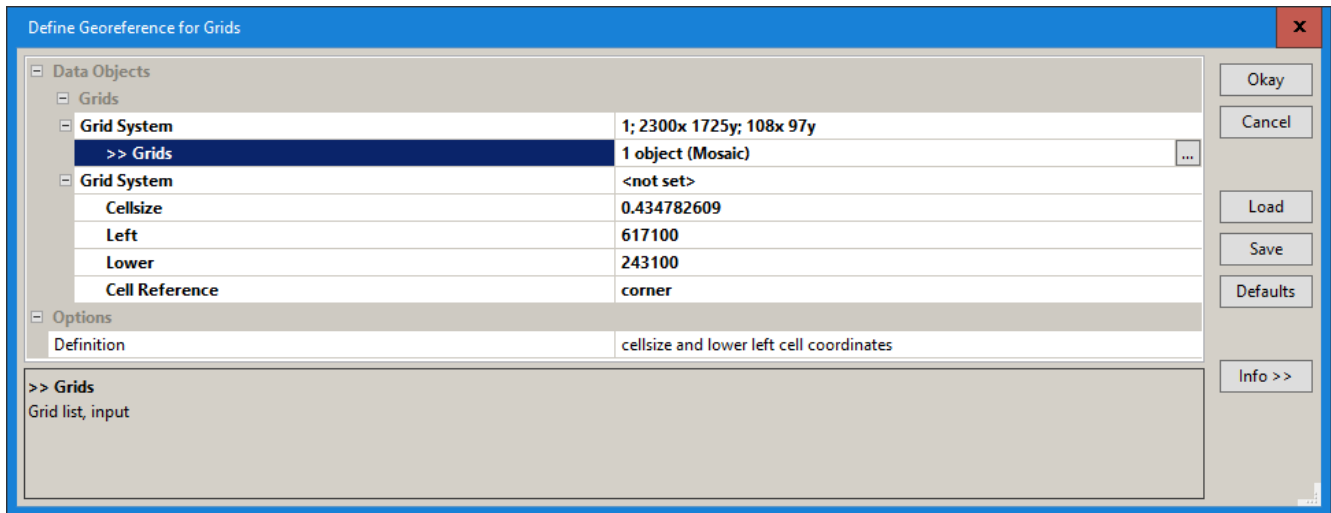 Define Georeference for Grids
x
Data Objects
Grids
Grid System 1; 2300x 1725y; 108x 97y
>> Grids 1 object (Mosaic) ...
Grid System <not set>
Cellsize 0.434782609
Left 617100
Lower 243100
Cell Reference corner
Options
Definition cellsize and lower left cell coordinates
>> Grids
Grid list, input
Okay
Cancel
Load
Save
Defaults
Info >>